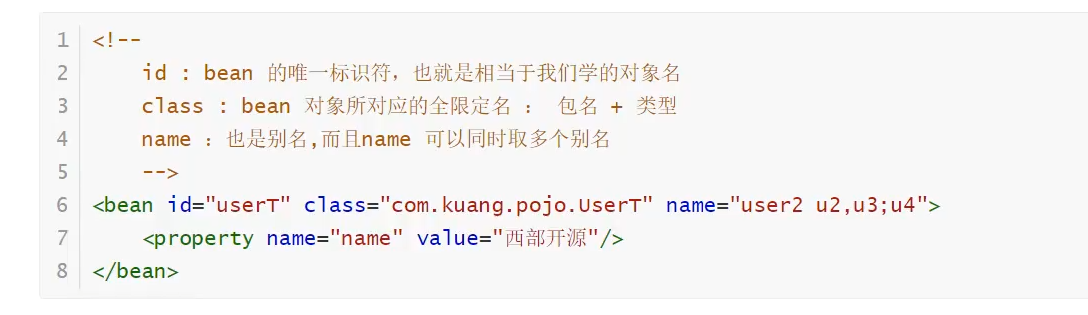 1 <!--
2 id : bean 的唯一标识符，也就是相当于我们学的对象名
3 class : bean 对象所对应的全限定名 ： 包名 + 类型
4 name ：也是别名,而且name 可以同时取多个别名
5 -->
6 <bean id="userT" class="com.kuang.pojo.UserT" name="user2 u2,u3;u4">
7 <property name="name" value="西部开源"/>
8 </bean>